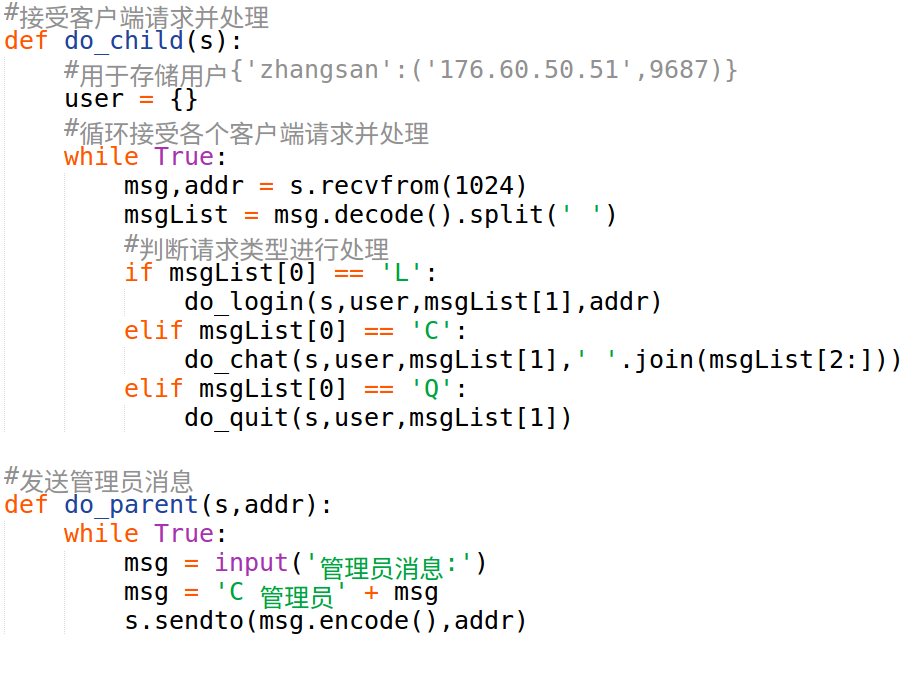 #接受客户端请求并处理
def do_child(s):
    #用于存储用户{'zhangsan':('176.60.50.51',9687)}
    user = {}
    #循环接受各个客户端请求并处理
    while True:
        msg,addr = s.recvfrom(1024)
        msgList = msg.decode().split(' ')
        #判断请求类型进行处理
        if msgList[0] == 'L':
            do_login(s,user,msgList[1],addr)
        elif msgList[0] == 'C':
            do_chat(s,user,msgList[1],' '.join(msgList[2:]))
        elif msgList[0] == 'Q':
            do_quit(s,user,msgList[1])

#发送管理员消息
def do_parent(s,addr):
    while True:
        msg = input('管理员消息:')
        msg = 'C 管理员' + msg
        s.sendto(msg.encode(),addr)